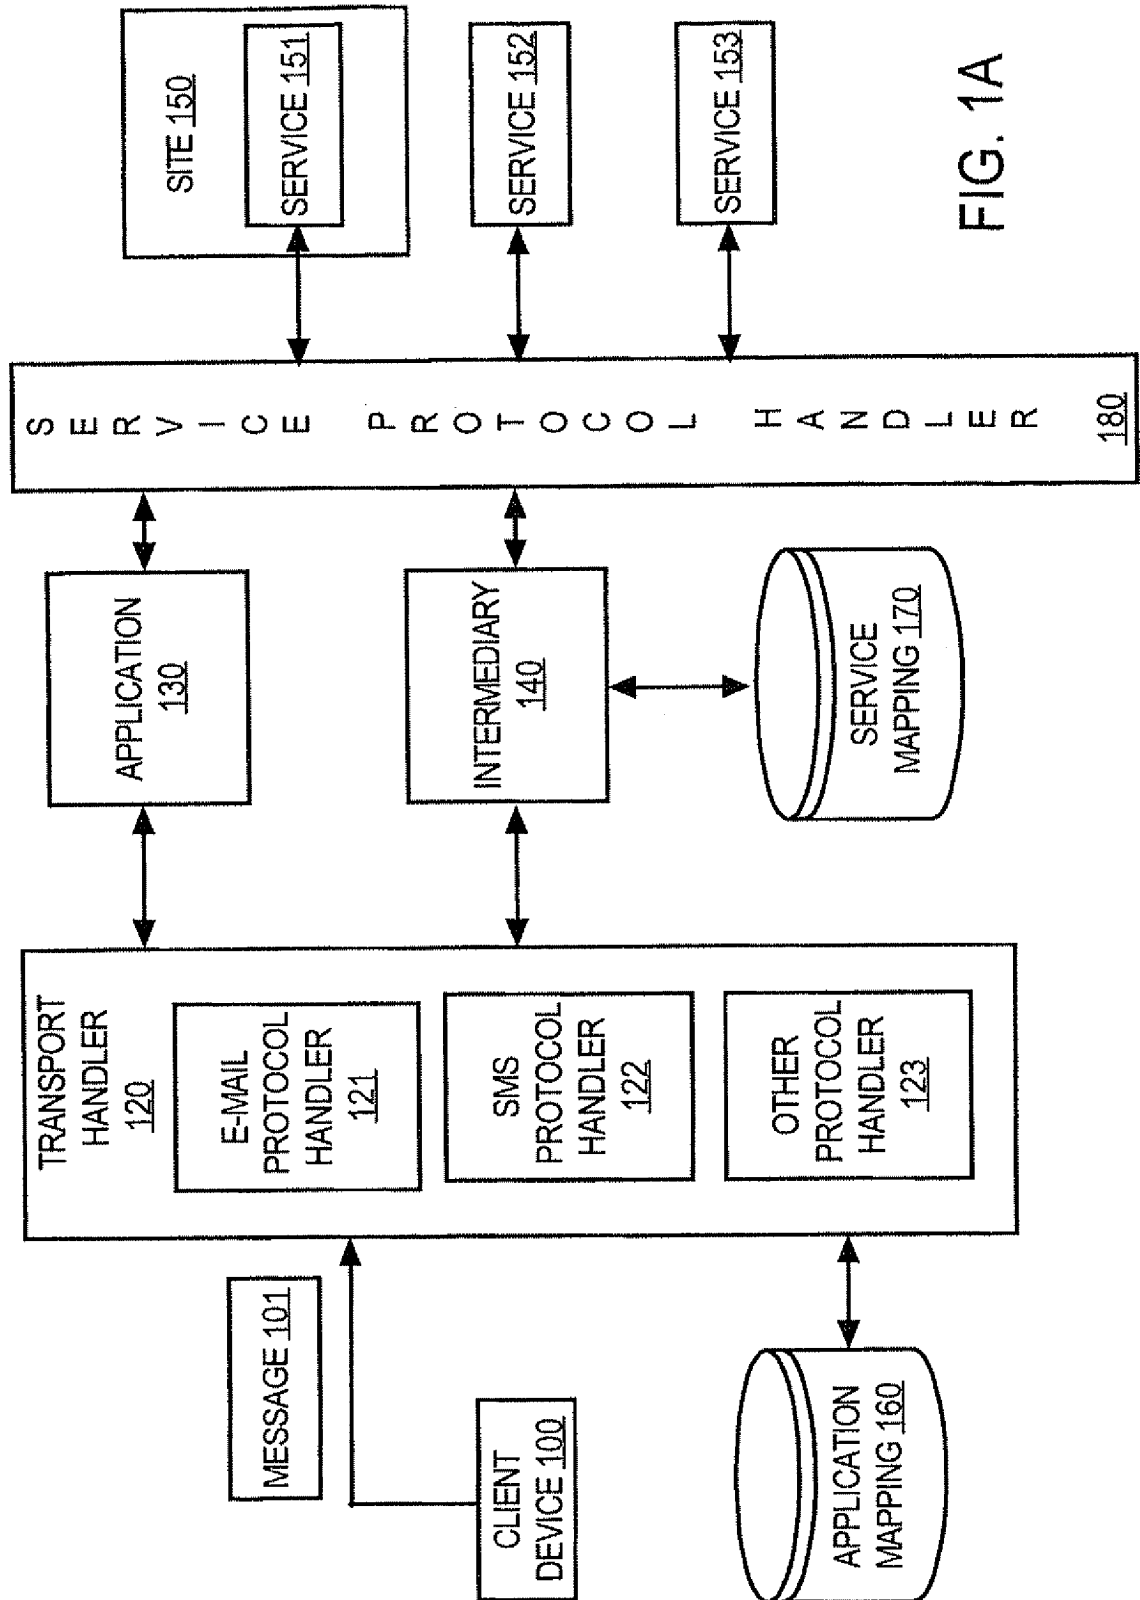 CLIENT
DEVICE 100
MESSAGE 101
APPLICATION
MAPPING 160
TRANSPORT
HANDLER
120
E-MAIL
PROTOCOL
HANDLER
121
SMS
PROTOCOL
HANDLER
122
OTHER
PROTOCOL
HANDLER
123
APPLICATION
130
INTERMEDIARY
140
SERVICE
MAPPING 170
SERVICE PROTOCOL HANDLER
180
SITE 150
SERVICE 151
SERVICE 152
SERVICE 153
FIG. 1A